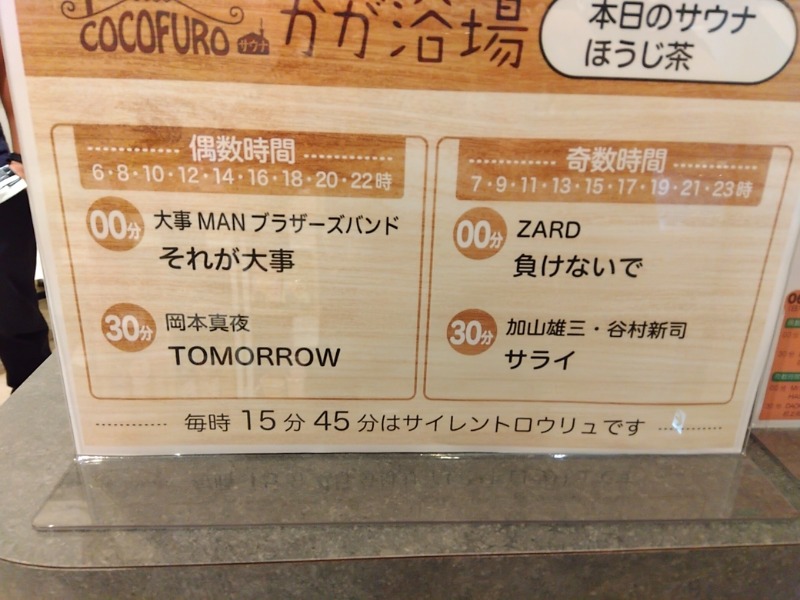 COCOFURO サウナ かが浴場
本日のサウナ
ほうじ茶
偶数時間
6・8・10・12・14・16・18・20・22時
00分 大事MANブラザーズバンド
それが大事
30分 岡本真夜
TOMORROW
奇数時間
7・9・11・13・15・17・19・21・23時
00分 ZARD
負けないで
30分 加山雄三・谷村新司
サライ
毎時 15分 45分はサイレントロウリュです